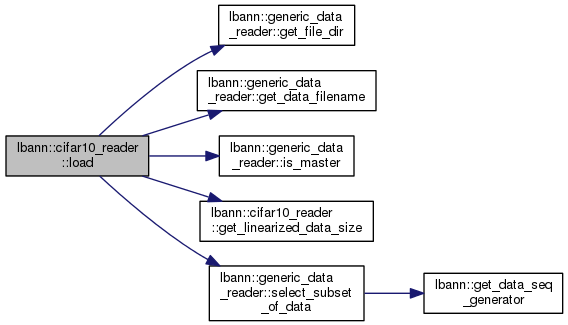 lbann::generic_data
_reader::get_file_dir
lbann::generic_data
_reader::get_data_filename
lbann::cifar10_reader
::load
lbann::generic_data
_reader::is_master
lbann::cifar10_reader
::get_linearized_data_size
lbann::generic_data
_reader::select_subset
_of_data
lbann::get_data_seq
_generator